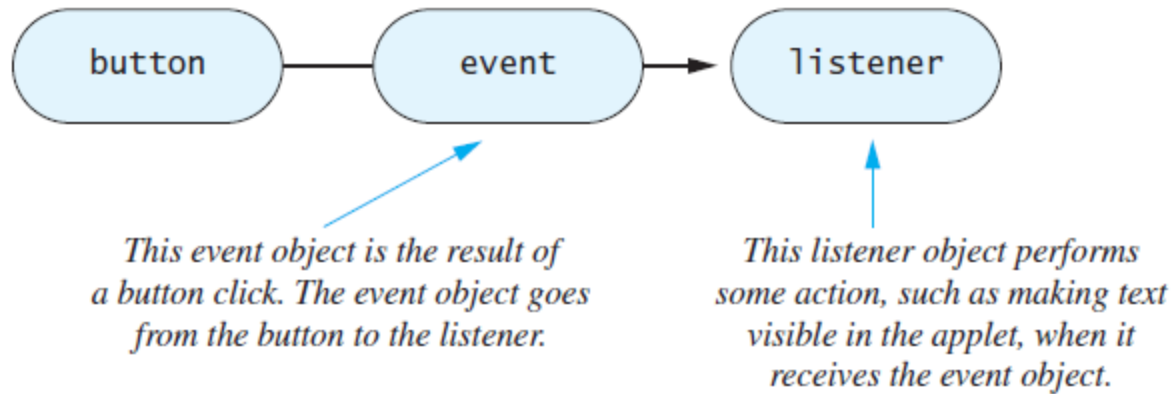 button
event
listener
This event object is the result of
a button click. The event object goes
from the button to the listener.
This listener object performs
some action, such as making text
visible in the applet, when it
receives the event object.